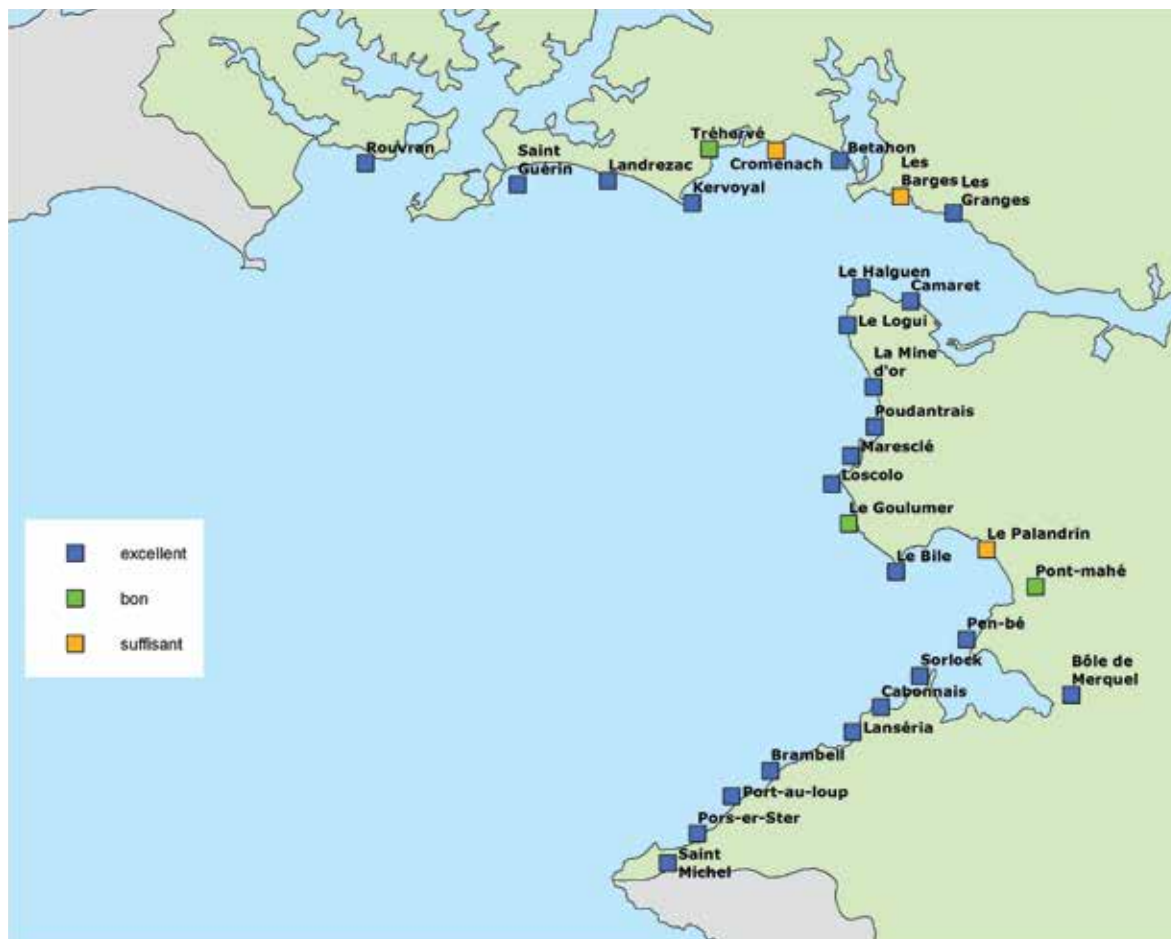 Rouvran
Saint
Guérin
Landrezac
Tréhervé
Cromenach
Kervoyal
Betahon
Les
Barges
Les
Granges
Le Halguen
Camaret
Le Logui
La Mine
d'or
Poudantrais
Maresclé
Loscolo
Le Goulumer
Le Bile
Le Palandrin
Pont-mahé
Pen-bé
Sorlock
Bôle de
Merquel
Cabonnais
Lanséria
Brambell
Port-au-loup
Pors-er-Ster
Saint
Michel
excellent
bon
suffisant